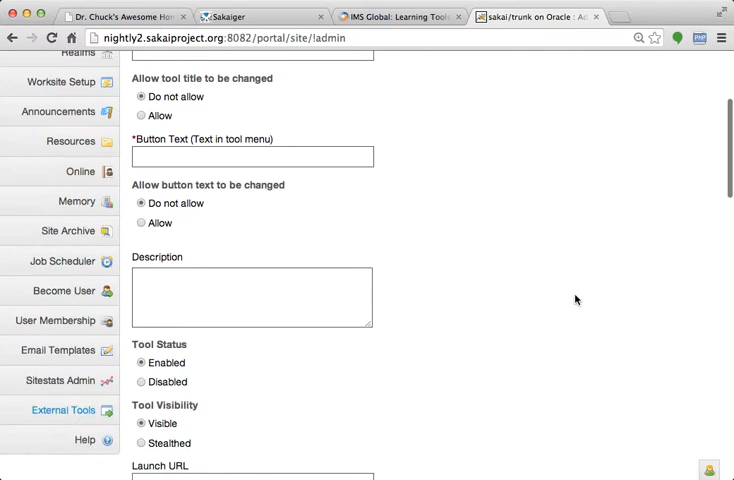 Dr. Chuck's Awesome Hom
Sakaiger
IMS Global: Learning Tools
sakai/trunk on Oracle : Ad
nightly2.sakaiproject.org:8082/portal/site/!admin
PHP
Realms
Worksite Setup
Announcements
Resources
Online
Memory
Site Archive
Job Scheduler
Become User
User Membership
Email Templates
Sitestats Admin
External Tools
Help
Allow tool title to be changed
Do not allow
Allow
*Button Text (Text in tool menu)
Allow button text to be changed
Do not allow
Allow
Description
Tool Status
Enabled
Disabled
Tool Visibility
Visible
Stealthed
Launch URL